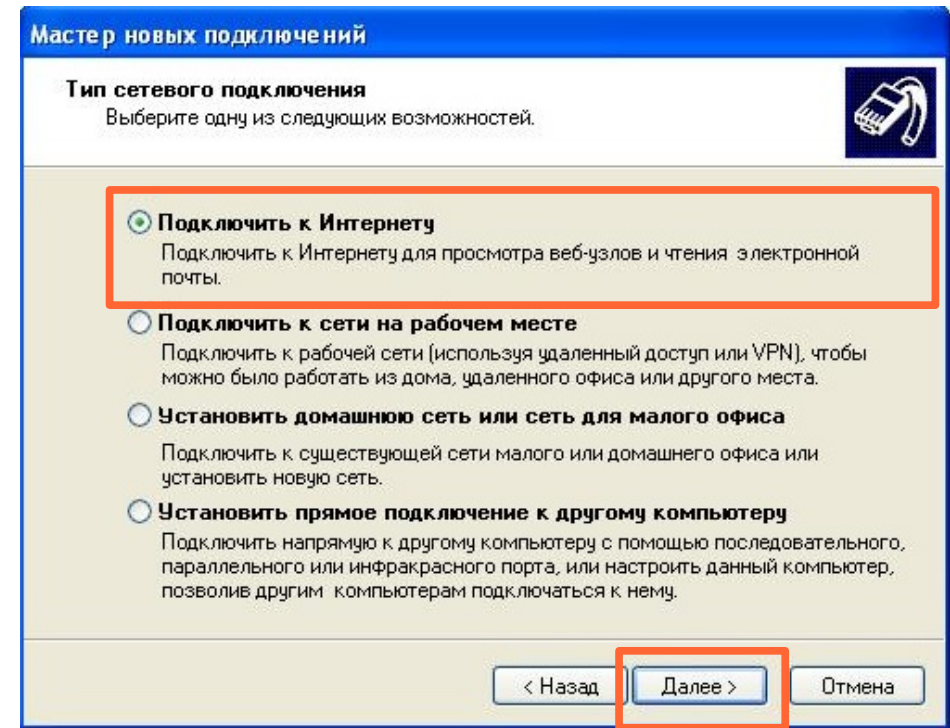 Мастер новых подключений
Тип сетевого подключения
Выберите одну из следующих возможностей.
Подключить к Интернету
Подключить к Интернету для просмотра веб-узлов и чтения электронной
почты.
Подключить к сети на рабочем месте
Подключить к рабочей сети (используя удаленный доступ или VPN), чтобы
можно было работать из дома, удаленного офиса или другого места.
Установить домашнюю сеть или сеть для малого офиса
Подключить к существующей сети малого или домашнего офиса или
установить новую сеть.
Установить прямое подключение к другому компьютеру
Подключить напрямую к другому компьютеру с помощью последовательного,
параллельного или инфракрасного порта, или настроить данный компьютер,
позволив другим компьютерам подключаться к нему.
< Назад Далее > Отмена